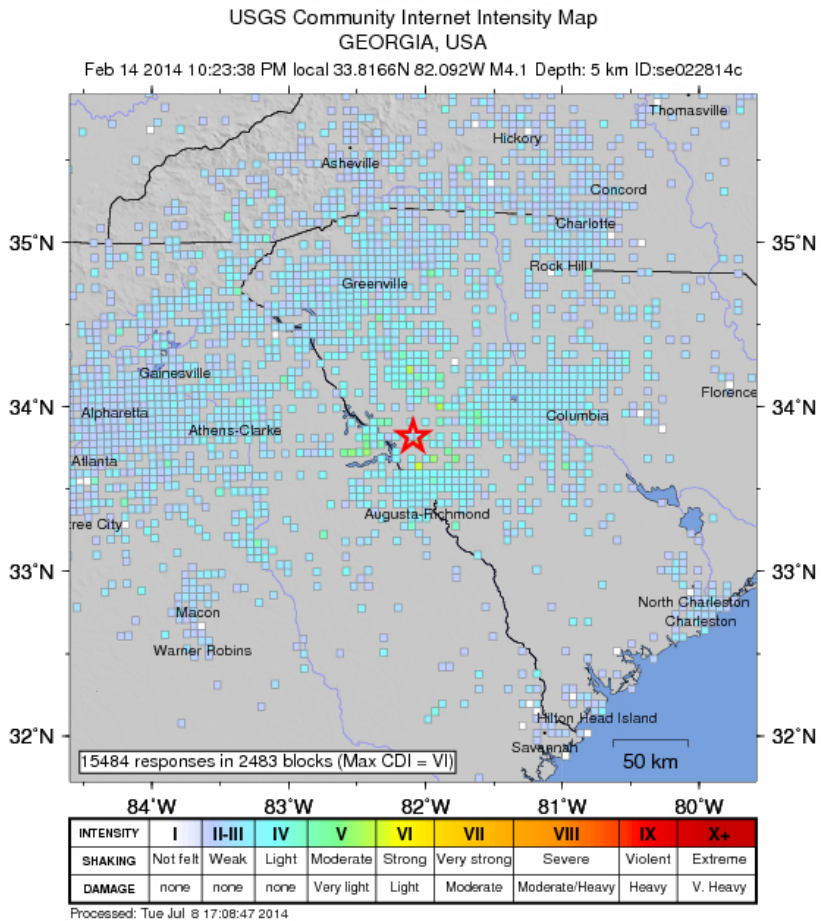 USGS Community Internet Intensity Map
GEORGIA, USA
Feb 14 2014 10:23:38 PM local 33.8166N 82.092W M4.1 Depth: 5 km ID:se022814c
Thomasville
Hickory
Asheville
Concord
Charlotte
35°N
35°N
Rock Hill
Greenville
Gainesville
Florence
34°N
34°N
Alpharetta
Columbia
Athens-Clarke
Atlanta
Augusta-Richmond
tree City
33°N
33°N
North Charleston
Macon
Charleston
Warner Robins
Hilton Head Island
32°N
32°N
Savannah
50 km
15484 responses in 2483 blocks (Max CDI = VI)
84°W 83°W 82°W 81°W 80°W
INTENSITY I II-III IV V VI VII VIII IX X+
SHAKING Not felt Weak Light Moderate Strong Very strong Severe Violent Extreme
DAMAGE none none none Very light Light Moderate Moderate/Heavy Heavy V. Heavy
Processed: Tue Jul 8 17:08:47 2014